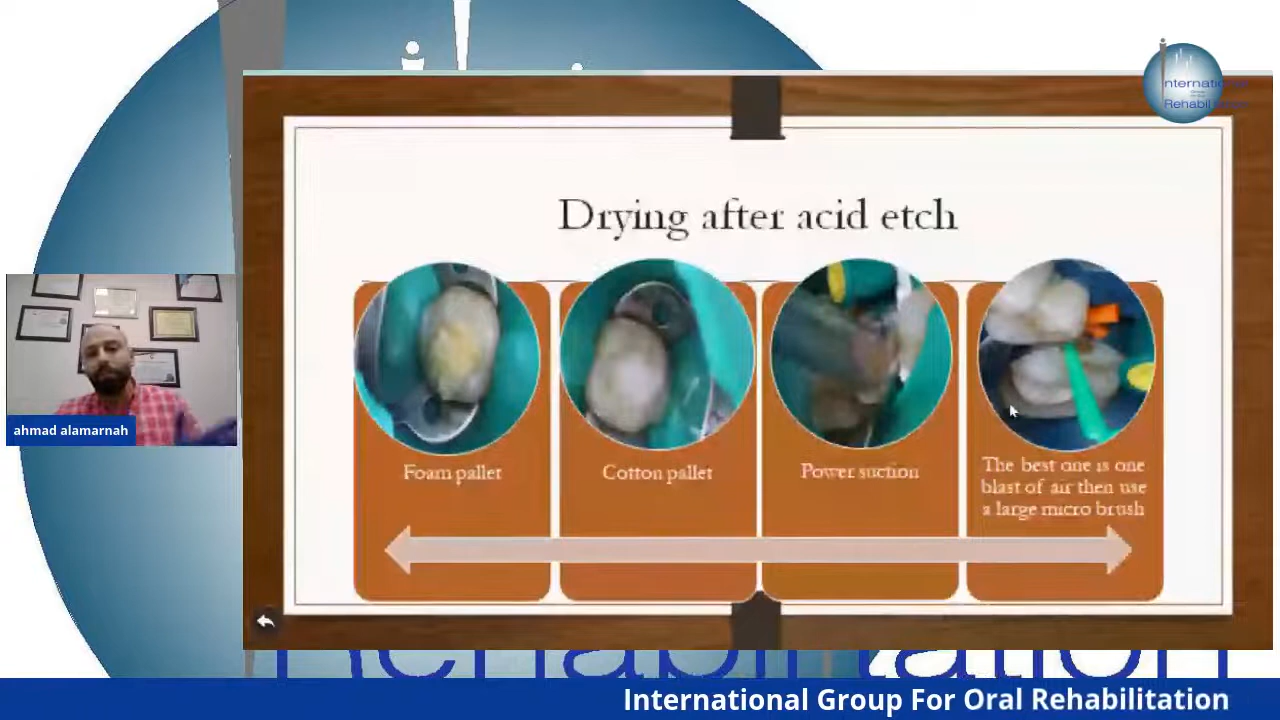 Drying after acid etch
Foam pallet
Cotton pallet
Power suction
The best one is one
blast of air then use
a large micro brush
ahmad alamarnah
Rehabilitation
International Group For Oral Rehabilitation